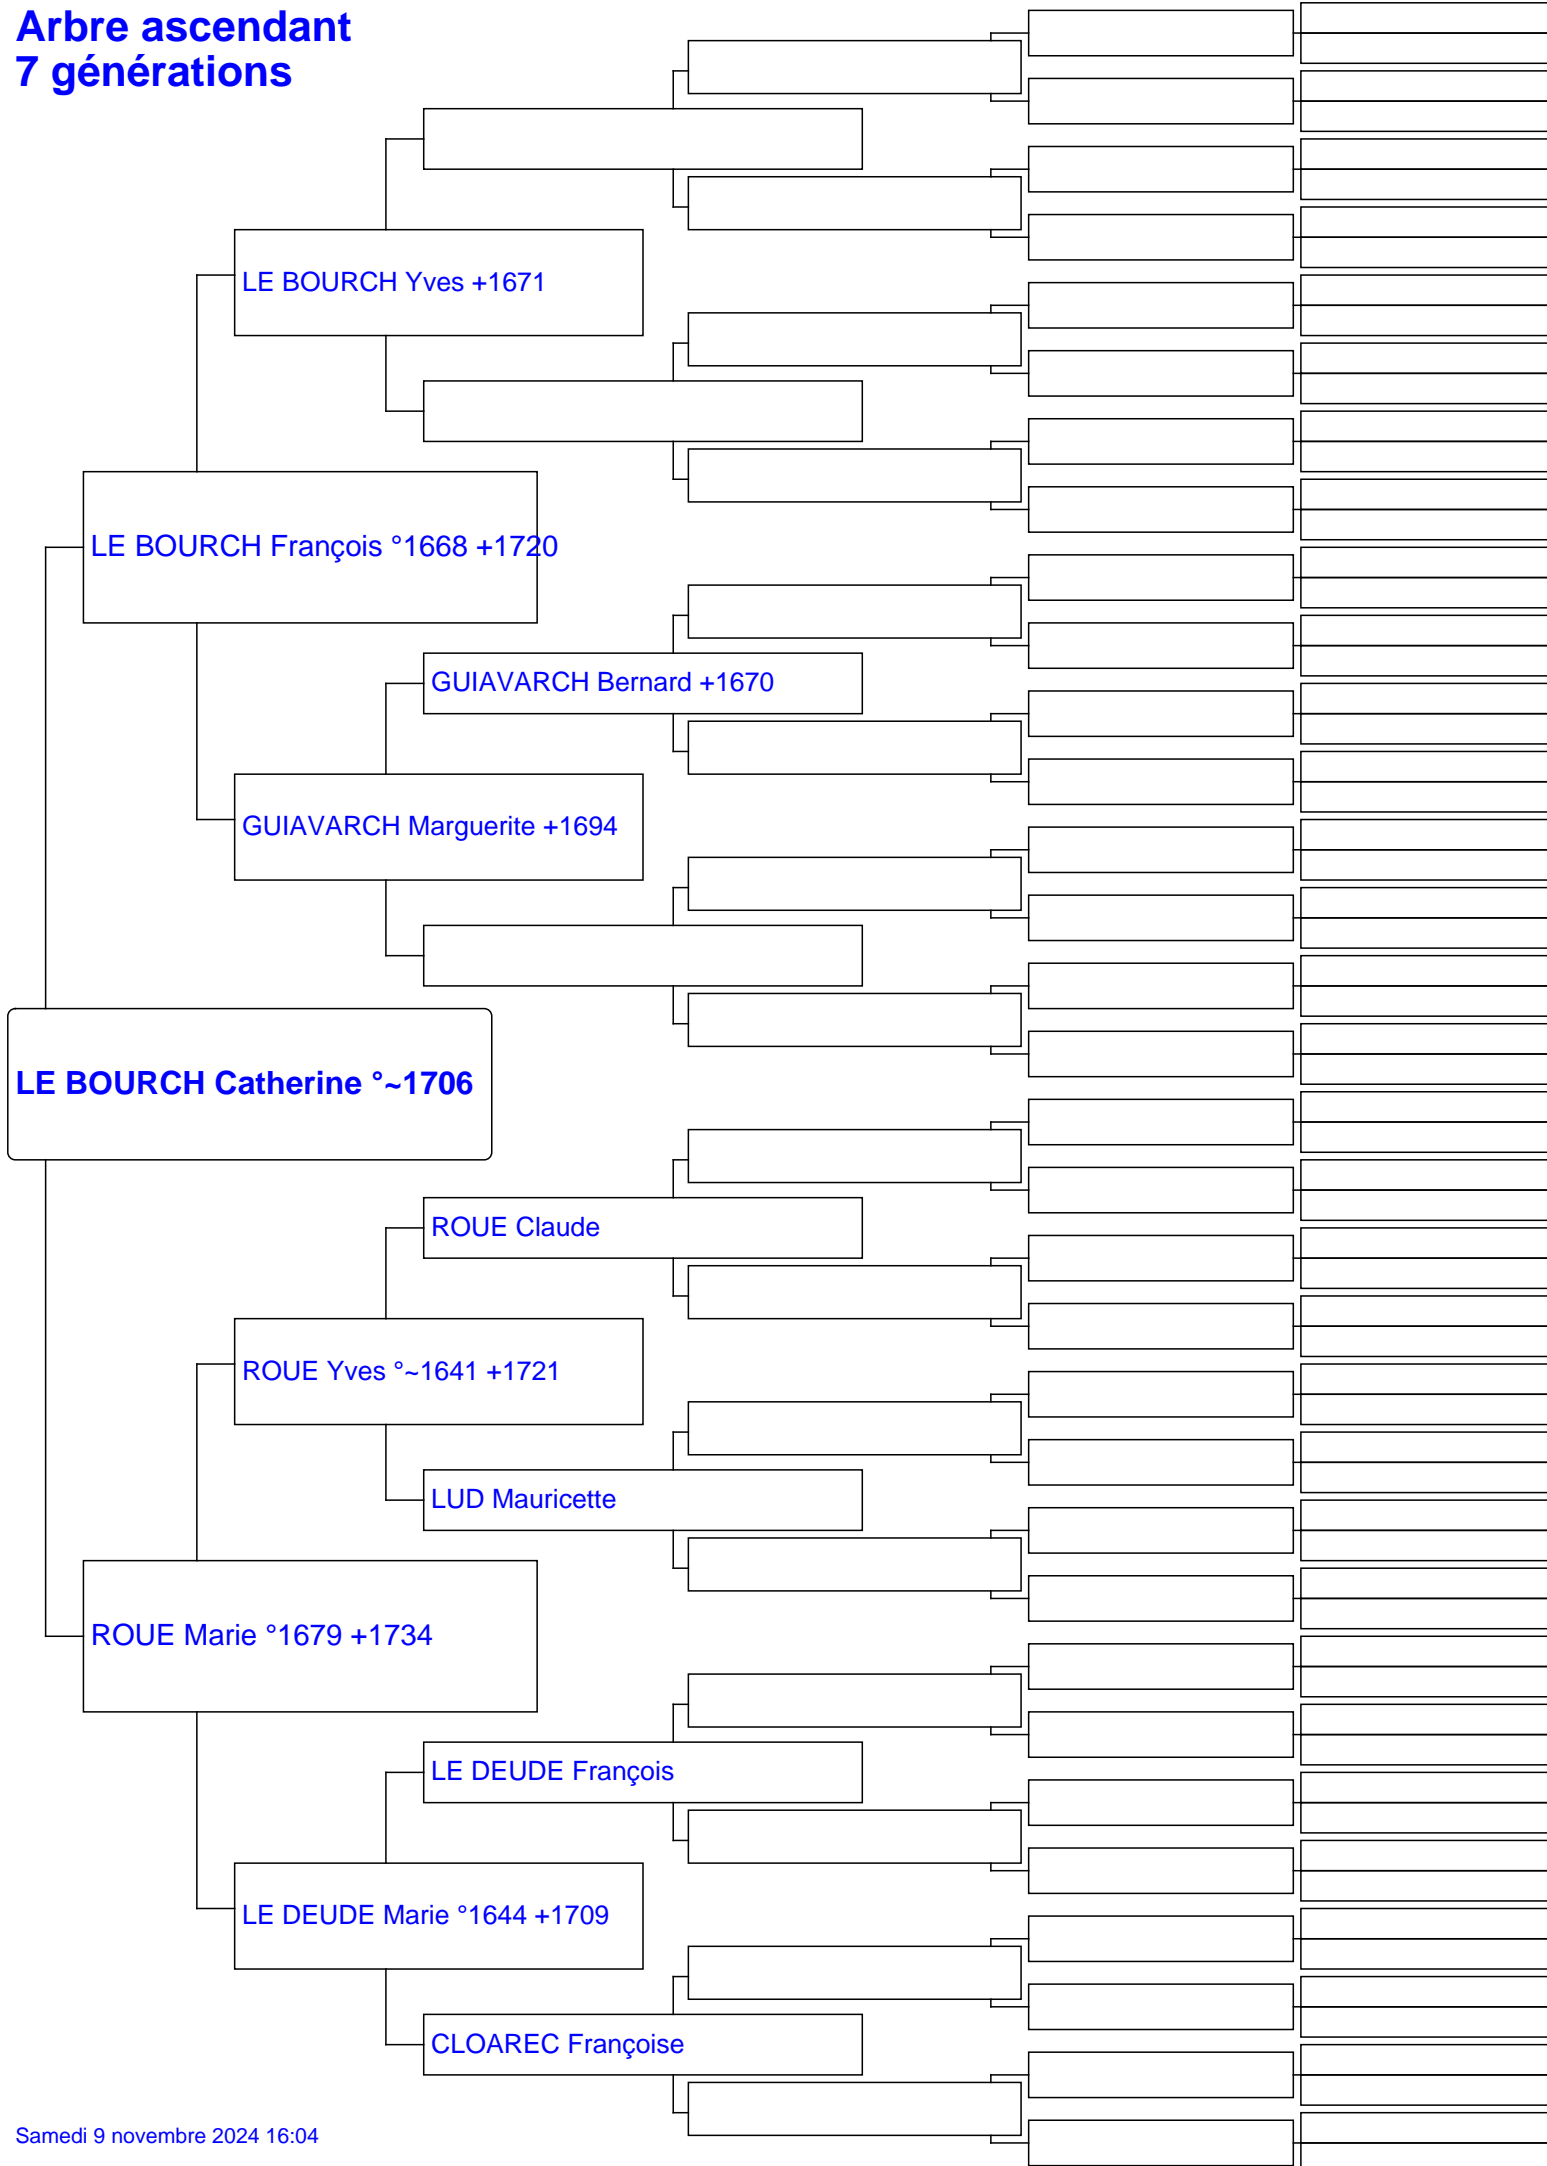 Arbre ascendant
7 générations
LE BOURCH Yves +1671
LE BOURCH François °1668 +1720
GUIAVARCH Bernard +1670
GUIAVARCH Marguerite +1694
LE BOURCH Catherine °~1706
ROUE Claude
ROUE Yves °~1641 +1721
LUD Mauricette
ROUE Marie °1679 +1734
LE DEUDE François
LE DEUDE Marie °1644 +1709
CLOAREC Françoise
Samedi 9 novembre 2024 16:04